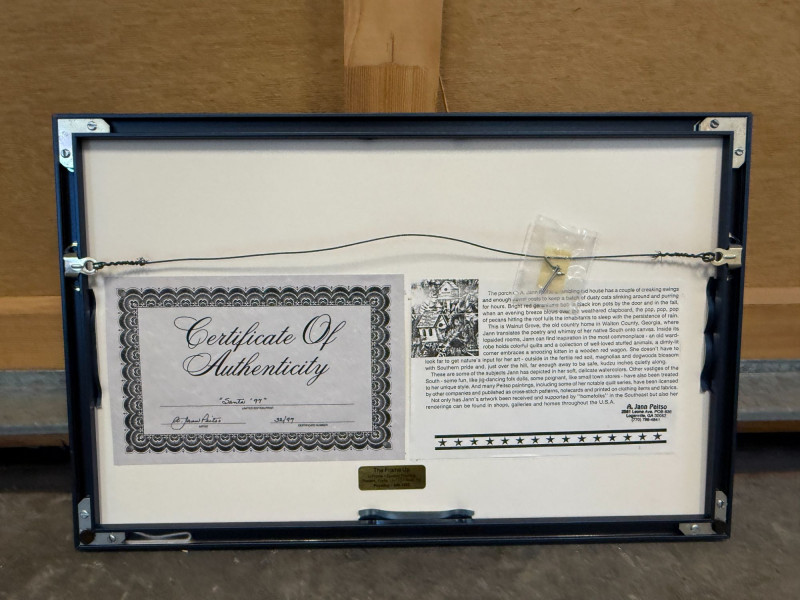 Certificate Of
Authenticity
"Santa '97"
A. Jann Peitso
ARTIST
CERTIFICATE NUMBER
The porch
red house has a couple of creaking swings
and enough
to keep a batch of dusty cats slinking around and purring
for hours. Bright red geraniums
black iron pots by the door and in the fall,
when an evening breeze blows over the weathered clapboard, the pop, pop, pop
of pecans hitting the roof lulls the inhabitants to sleep with the persistence of rain.
The is Walnut Grove, the old country home in Walton County, Georgia, where
Jann translates the poetry and whimsy of her native South onto canvas. Inside its
lopsided rooms, Jann can find inspiration in the most commonplace - an old ward-
robe holds colorful quilts and a collection of well loved stuffed animals, a dimly-lit
corner embraces a snoozing kitten in a wooden red wagon. She doesn't have to
look far to get nature's input for her art - outside in the fertile red soil, magnolias and dogwoods blossom
with Southern pride and, just over the hill, far enough away to be safe, kudzu inches quietly along.
These are some of the subjects Jann has depicted in her soft, delicate watercolors. Other vestiges of the
South - some fun, like jig-dancing folk dolls, some poignant, like small town stores - have also been treated
to her unique style. And many Peitso paintings, including some of her notable quilt series, have been licensed
by other companies and published as cross-stitch patterns, notecards and printed on clothing items and fabrics.
Not only has Jann's artwork been received and supported by "homefolks" in the Southeast but also her
renderings can be found in shops, galleries and homes throughout the U.S.A.
A. Jann Peitso
Loganville, GA 30052
The Frame Up